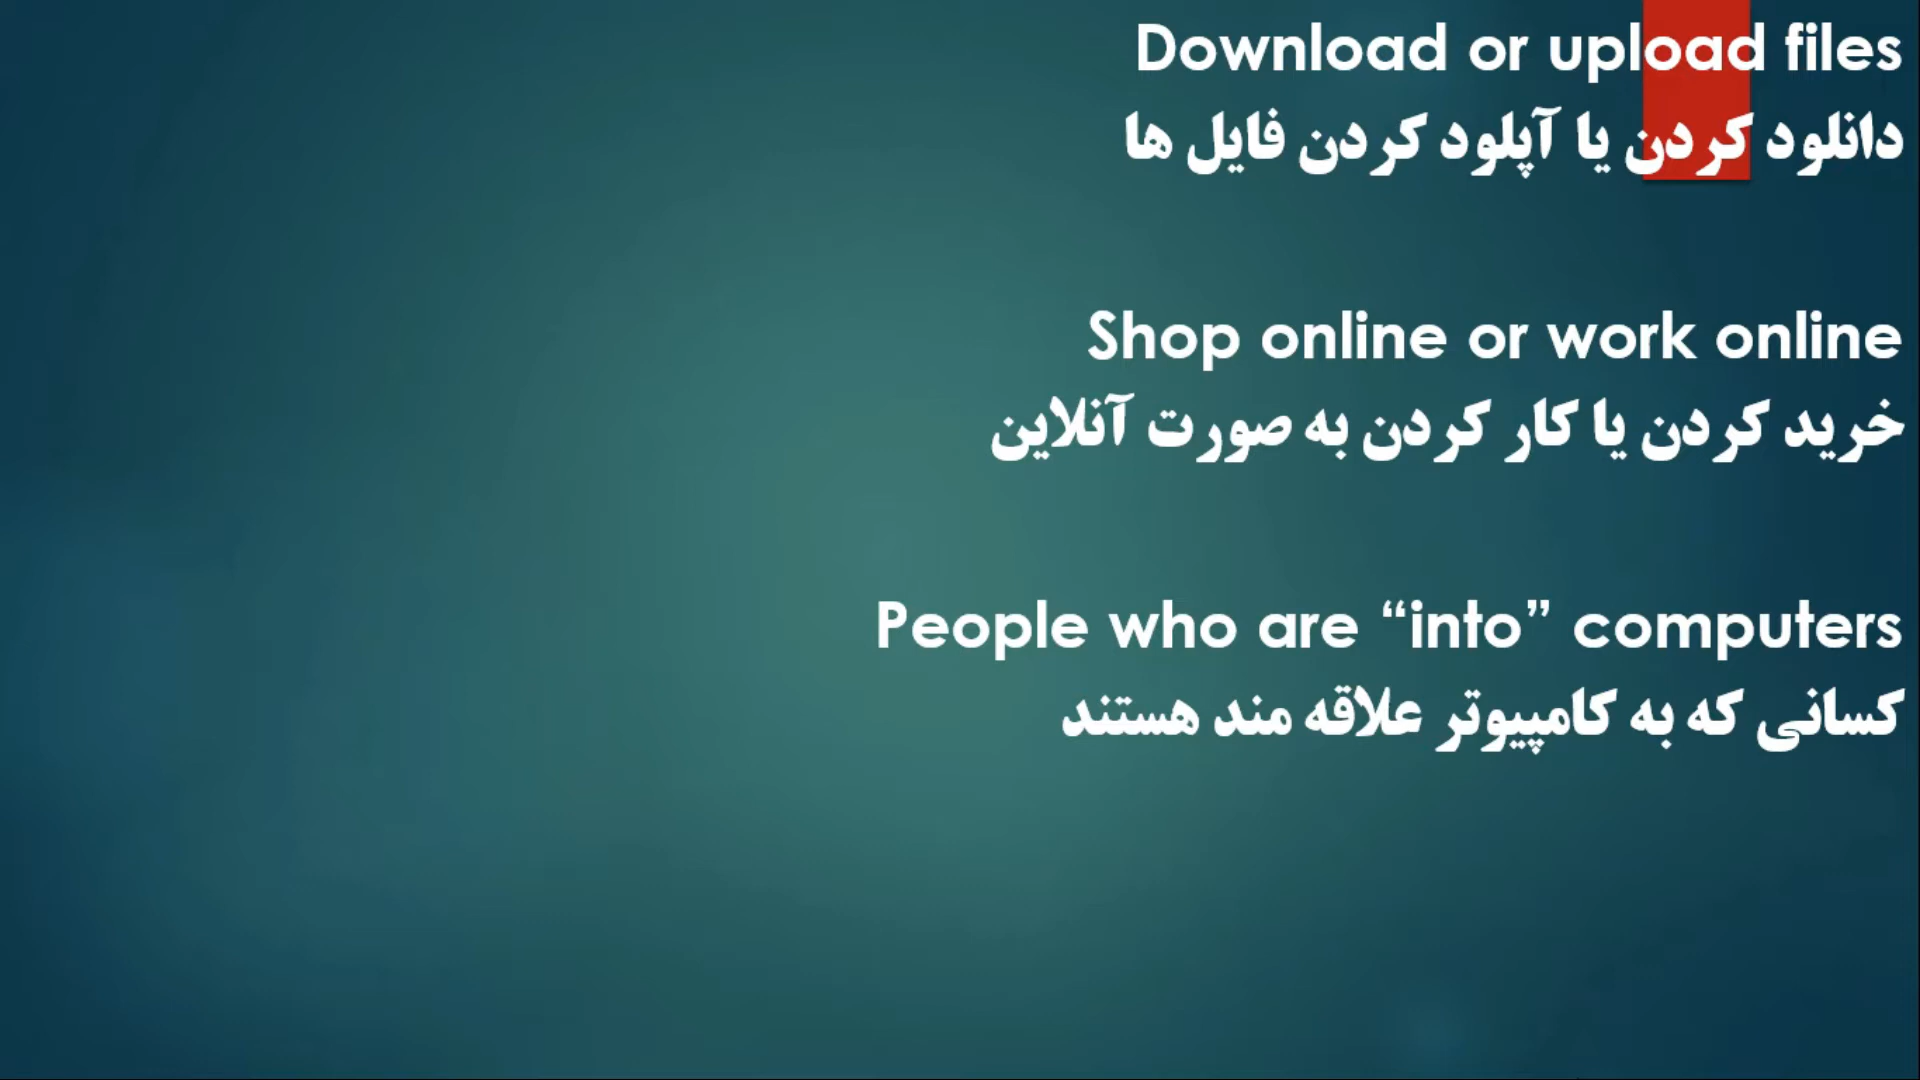 Download or upload files
دانلود کردن یا آپلود کردن فایل ها
Shop online or work online
خرید کردن یا کار کردن به صورت آنلاین
People who are “into” computers
کسانی که به کامپیوتر علاقه مند هستند